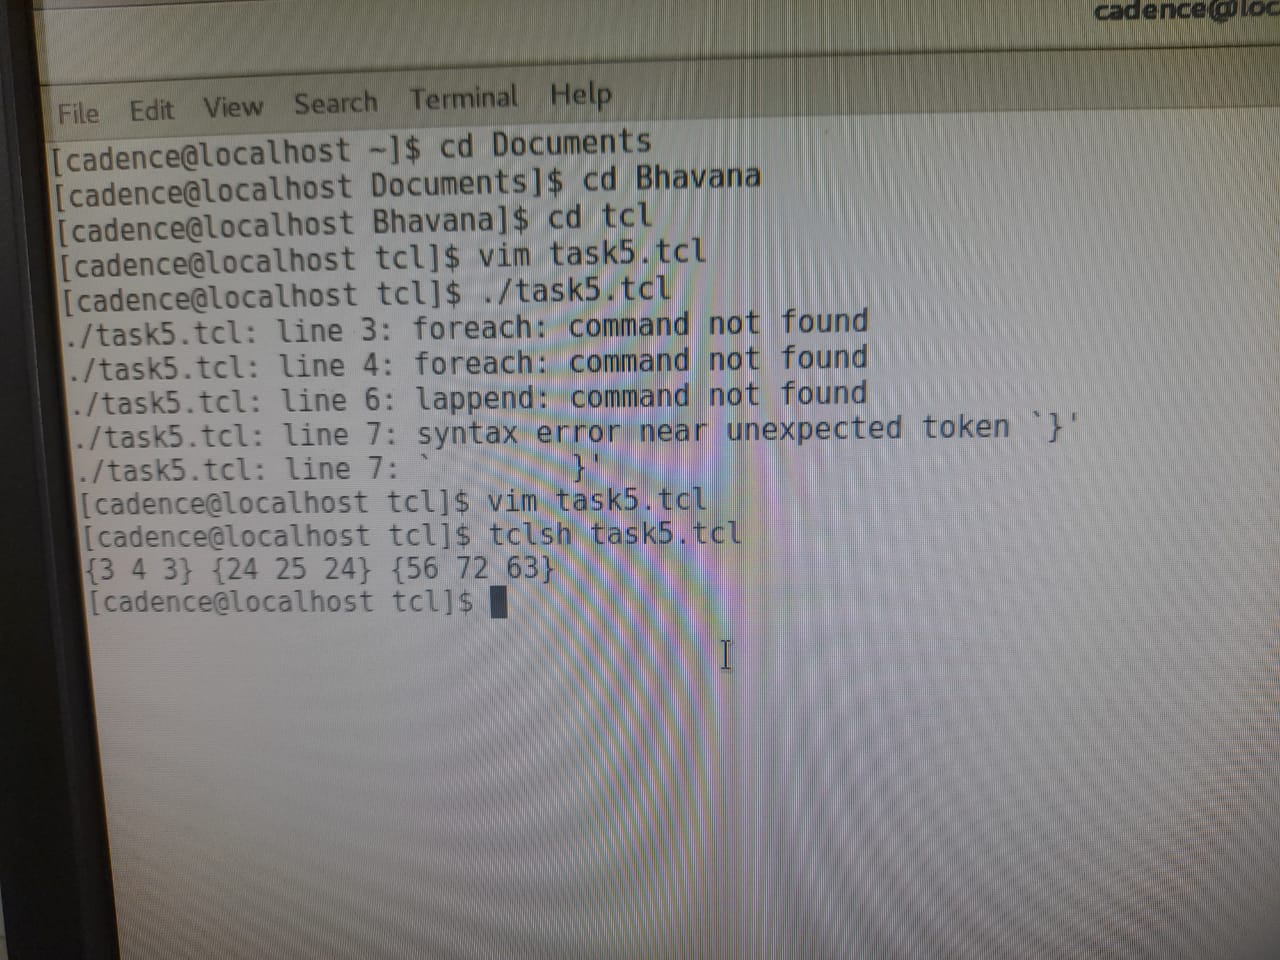 cadence@loc
File Edit View Search Terminal Help
[cadence@localhost ~]$ cd Documents
[cadence@localhost Documents]$ cd Bhavana
[cadence@localhost Bhavana]$ cd tcl
[cadence@localhost tcl]$ vim task5.tcl
[cadence@localhost tcl]$ ./task5.tcl
./task5.tcl: line 3: foreach: command not found
./task5.tcl: line 4: foreach: command not found
./task5.tcl: line 6: lappend: command not found
./task5.tcl: line 7: syntax error near unexpected token `}'
./task5.tcl: line 7: `        }'
[cadence@localhost tcl]$ vim task5.tcl
[cadence@localhost tcl]$ tclsh task5.tcl
{3 4 3} {24 25 24} {56 72 63}
[cadence@localhost tcl]$